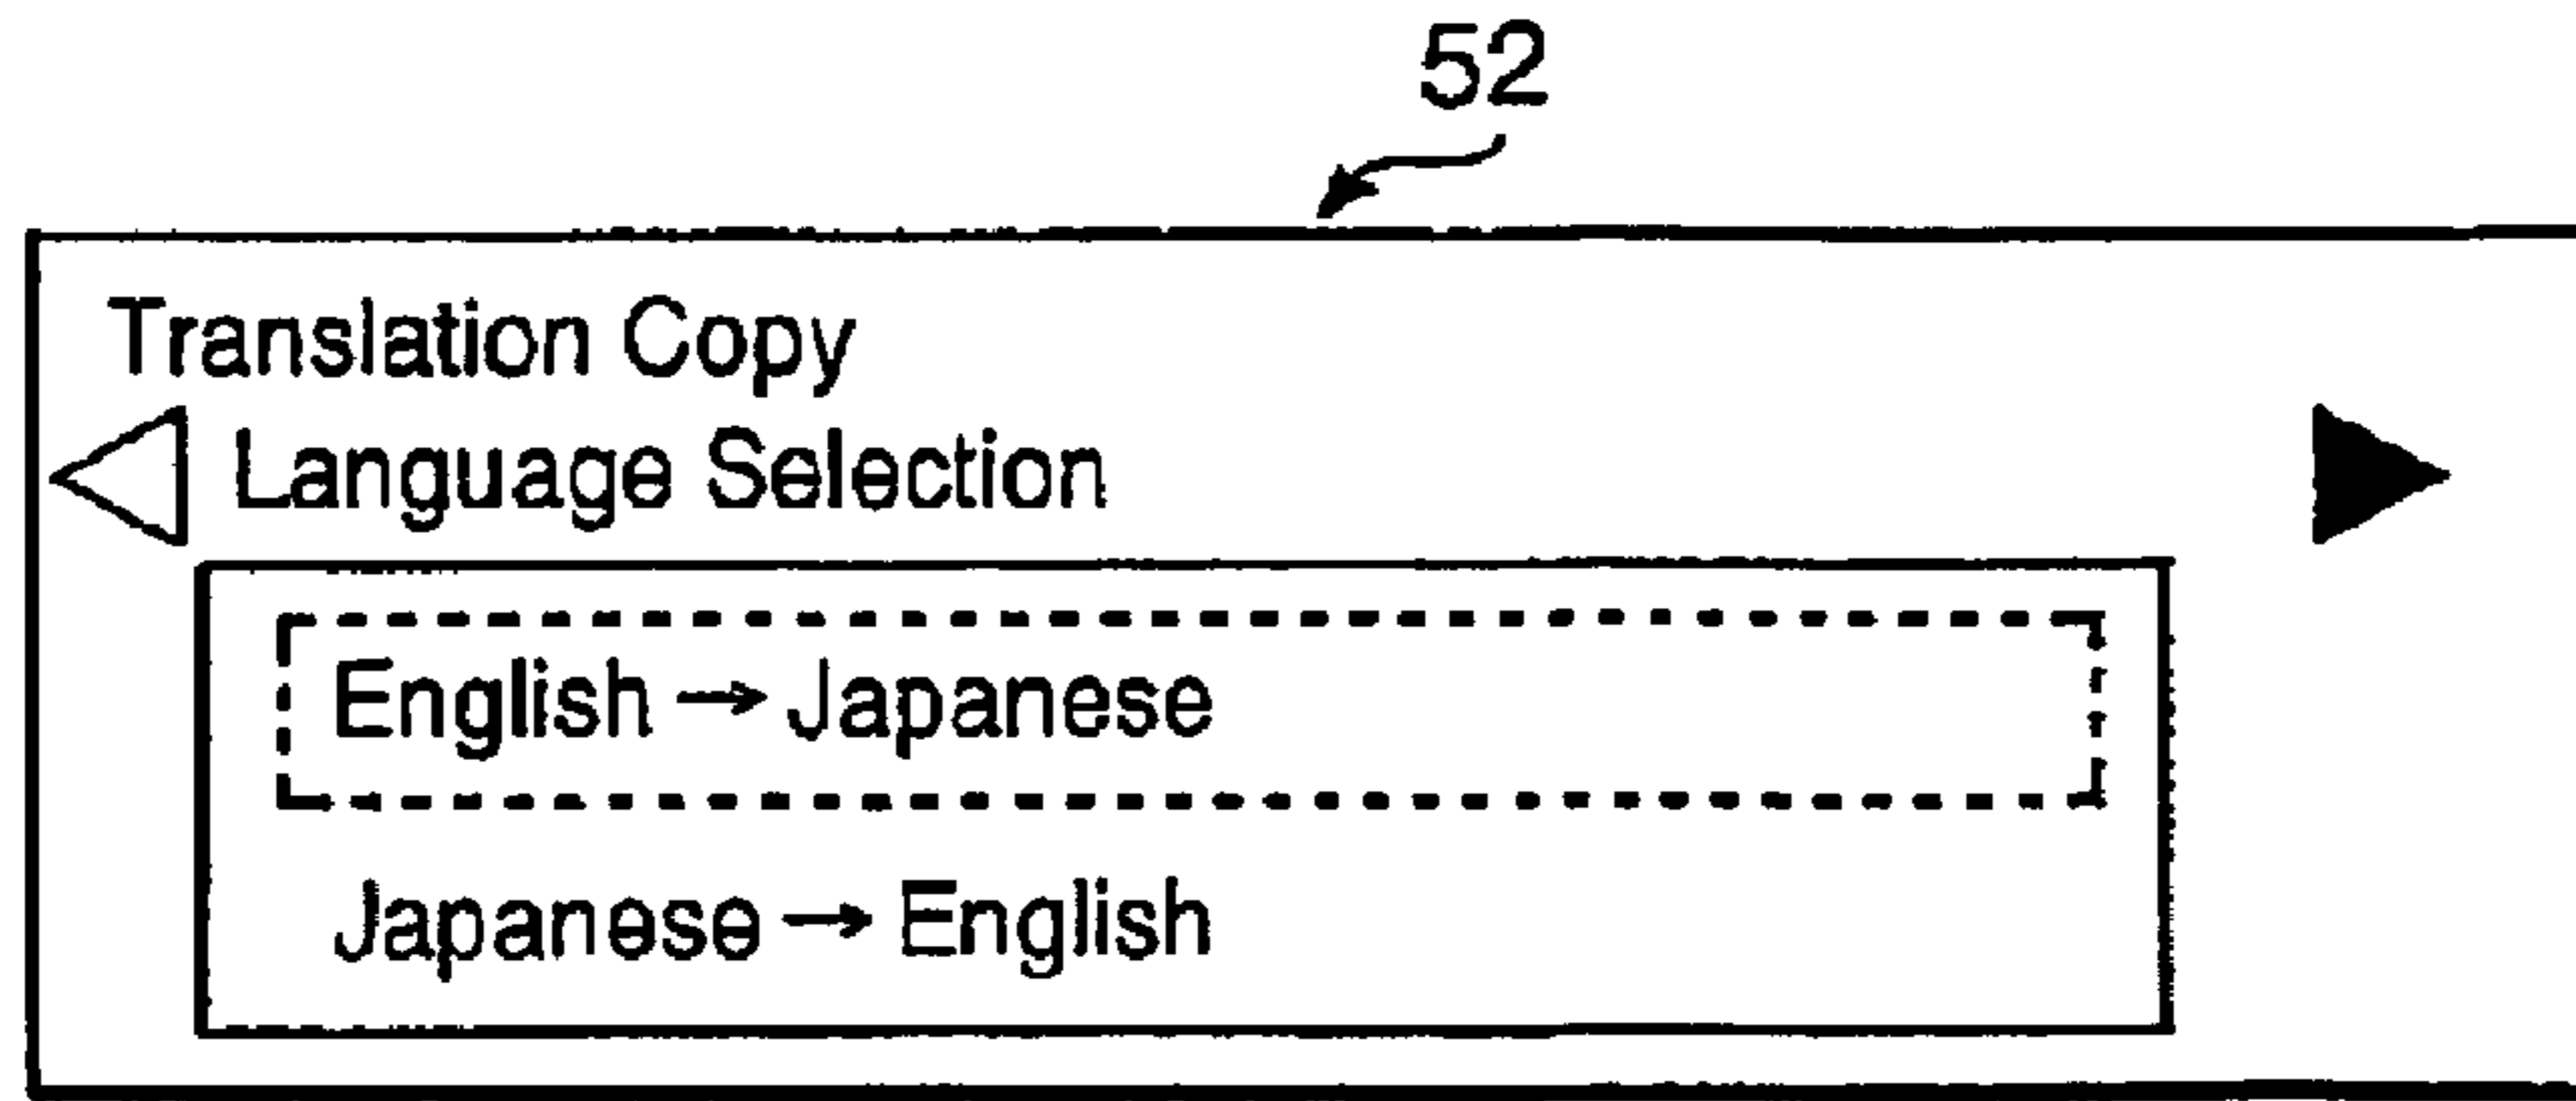 52
Translation Copy
Language Selection
English → Japanese
Japanese → English